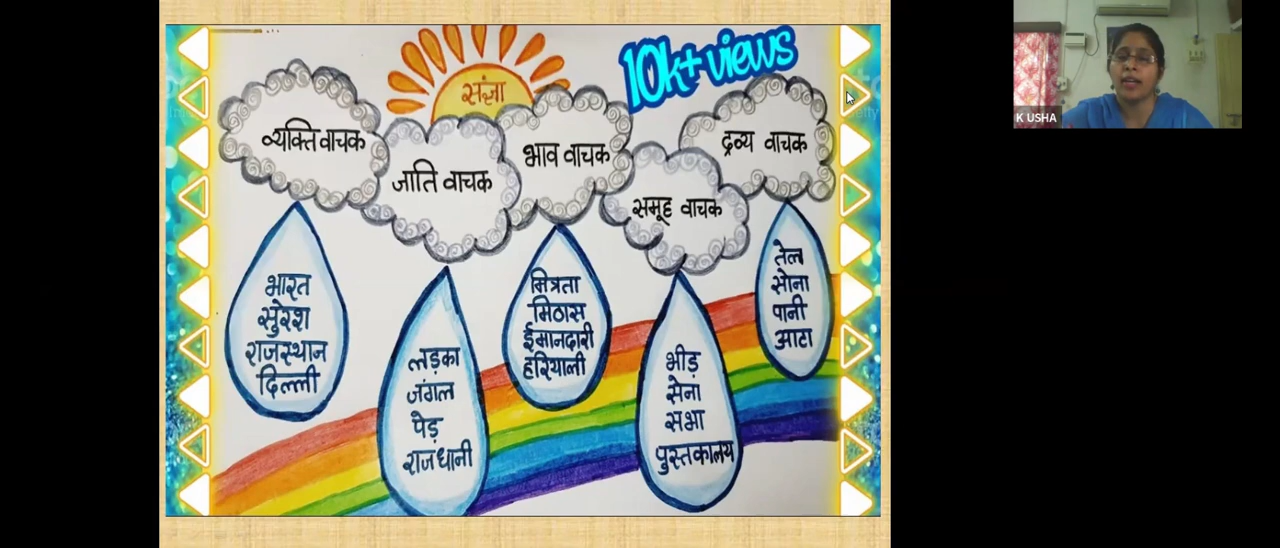 संज्ञा
10k+ views
व्यक्ति वाचक
जाति वाचक
भाव वाचक
समूह वाचक
द्रव्य वाचक
भारत
सुरेश
राजस्थान
दिल्ली
लड़का
जंगल
पेड़
राजधानी
मित्रता
मिठास
ईमानदारी
हरियाली
भीड़
सेना
सभा
पुस्तकालय
तेल
सोना
पानी
आटा
K USHA